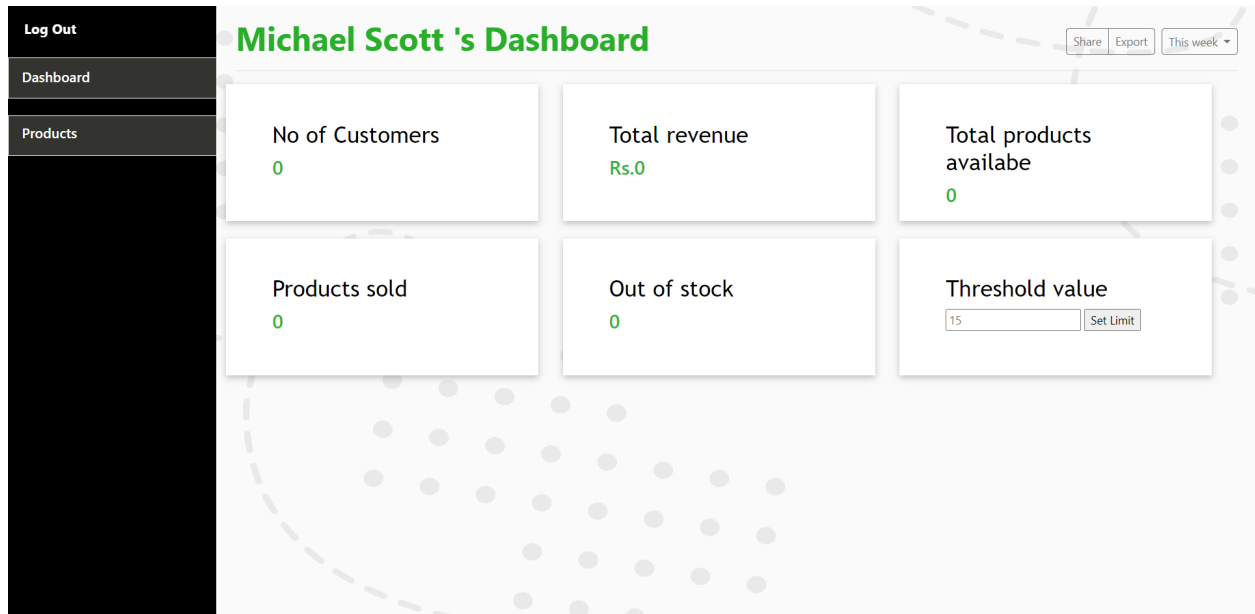 Log Out
Dashboard
Products
Michael Scott 's Dashboard
Share Export This week
No of Customers
0
Total revenue
Rs.0
Total products
availabe
0
Products sold
0
Out of stock
0
Threshold value
15 Set Limit